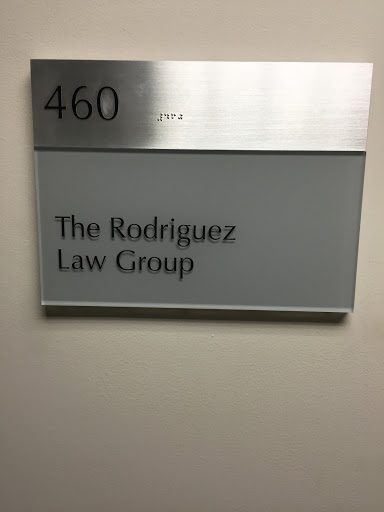 460
⠼⠙⠋⠚
The Rodriguez
Law Group